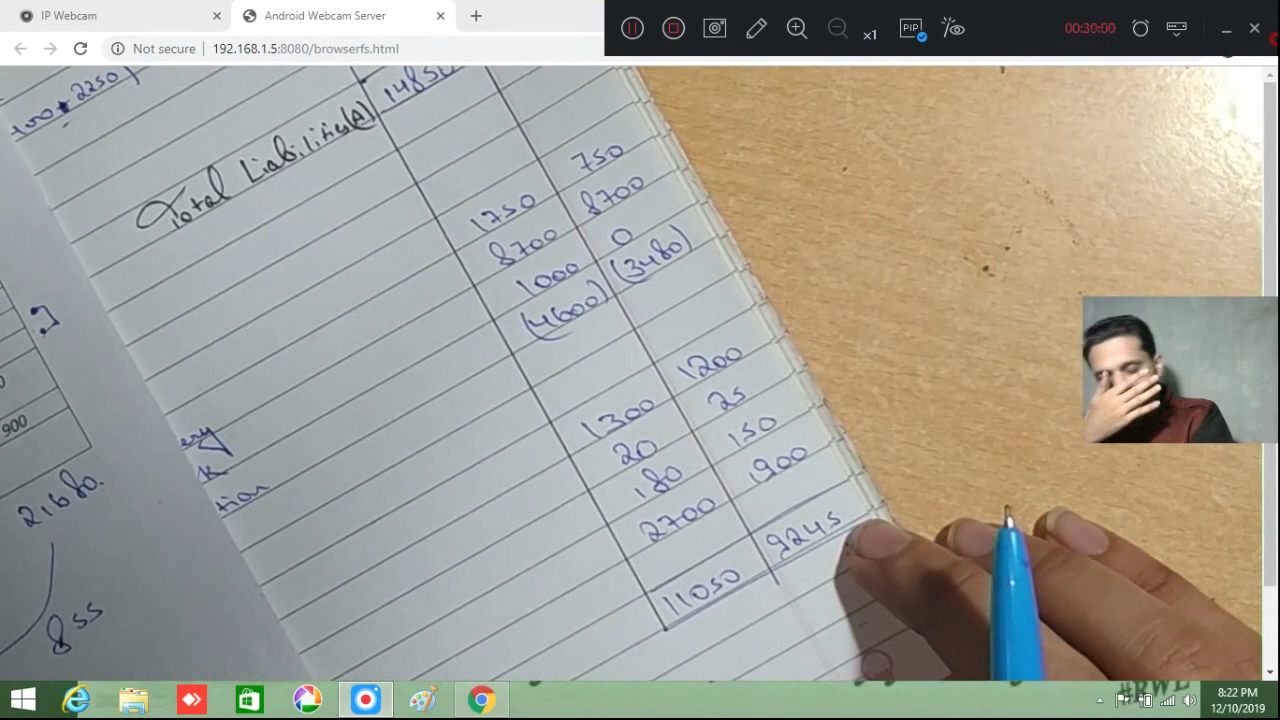 IP Webcam
Android Webcam Server
x1
PIP
00:30:00
Not secure
192.168.1.5:8080/browserfs.html
100 2250)
14850
Total Liabilities(A)
1750 750
8700 8700
1000 0
(4600) (3480)
1300 1200
20 25
180 150
2700 1900
11050 9245
900
21680.
855
tion
8:22 PM
12/10/2019